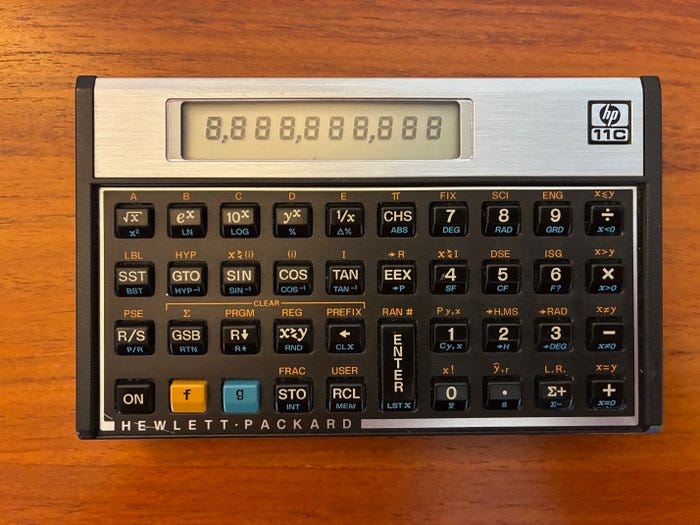 8,888,888,888
hp
11C
A B C D E π FIX SCI ENG x≤y
√x eˣ 10ˣ yˣ 1/x CHS 7 8 9 ÷
x² LN LOG % Δ% ABS DEG RAD GRD x<0
LBL HYP x⇄(i) (i) I →R x⇄I DSE ISG x>y
SST GTO SIN COS TAN EEX 4 5 6 ×
BST HYP⁻¹ SIN⁻¹ COS⁻¹ TAN⁻¹ →P SF CF F? x>0
CLEAR
PSE Σ PRGM REG PREFIX RAN # Py,x →H.MS →RAD x≠y
R/S GSB R↓ x⇄y ← ENTER 1 2 3 −
P/R RTN R↑ RND CLx Cy,x →H →DEG x≠0
FRAC USER x! ŷ,r L.R. x=y
ON f g STO RCL 0 . Σ+ +
INT MEM LSTx x̄ s Σ− x=0
HEWLETT·PACKARD